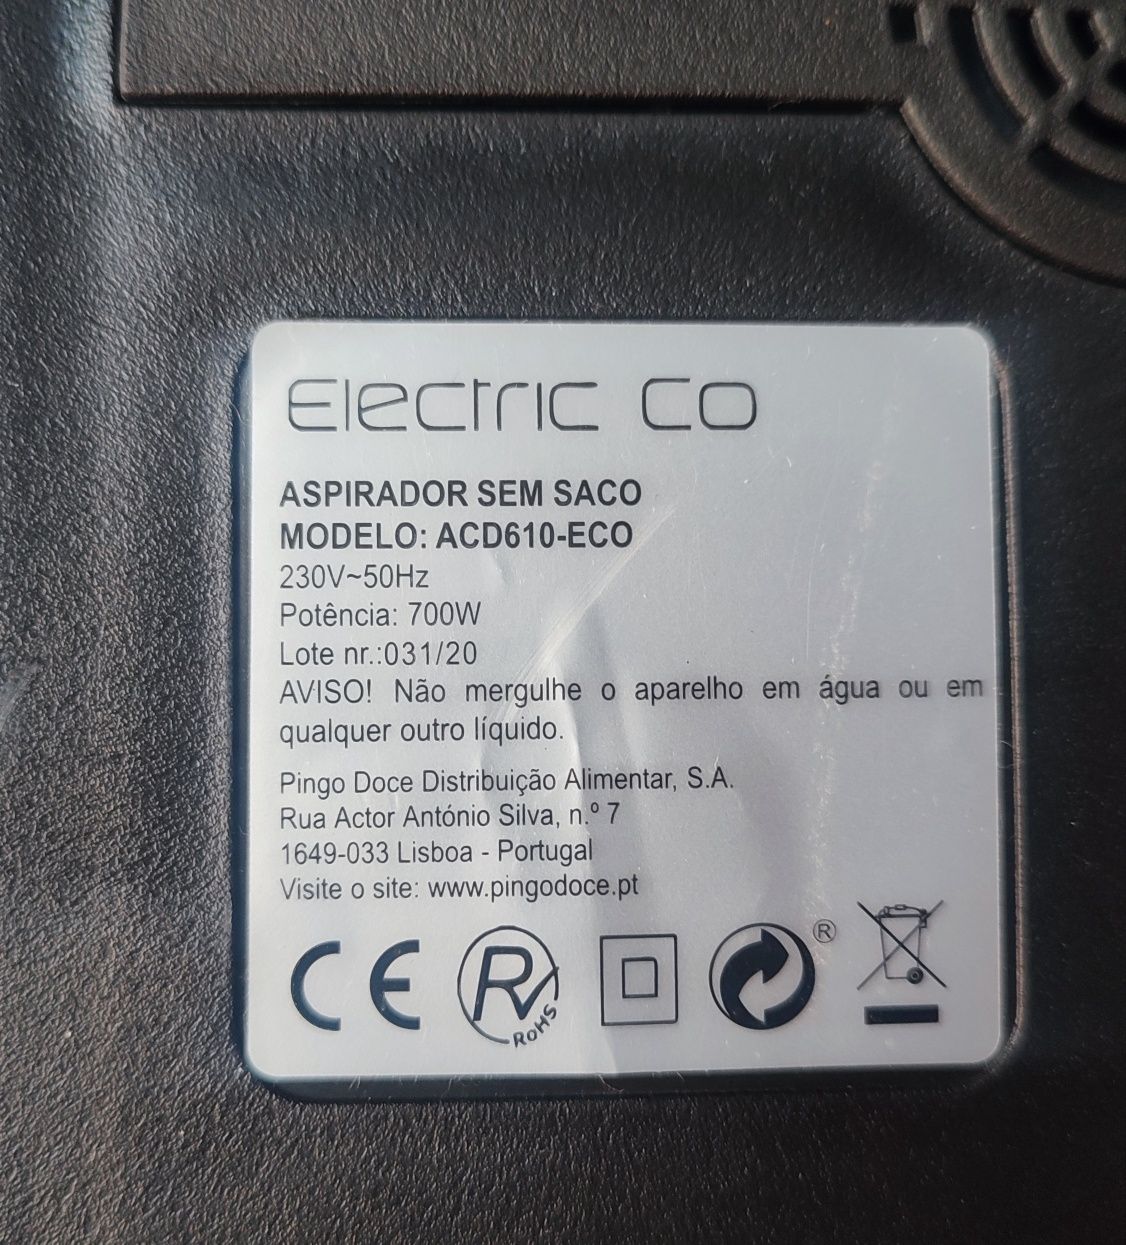 Electric Co
ASPIRADOR SEM SACO
MODELO: ACD610-ECO
230V~50Hz
Potência: 700W
Lote nr.:031/20
AVISO! Não mergulhe o aparelho em água ou em
qualquer outro líquido.
Pingo Doce Distribuição Alimentar, S.A.
Rua Actor António Silva, n.º 7
1649-033 Lisboa - Portugal
Visite o site: www.pingodoce.pt
CE R RoHS ®